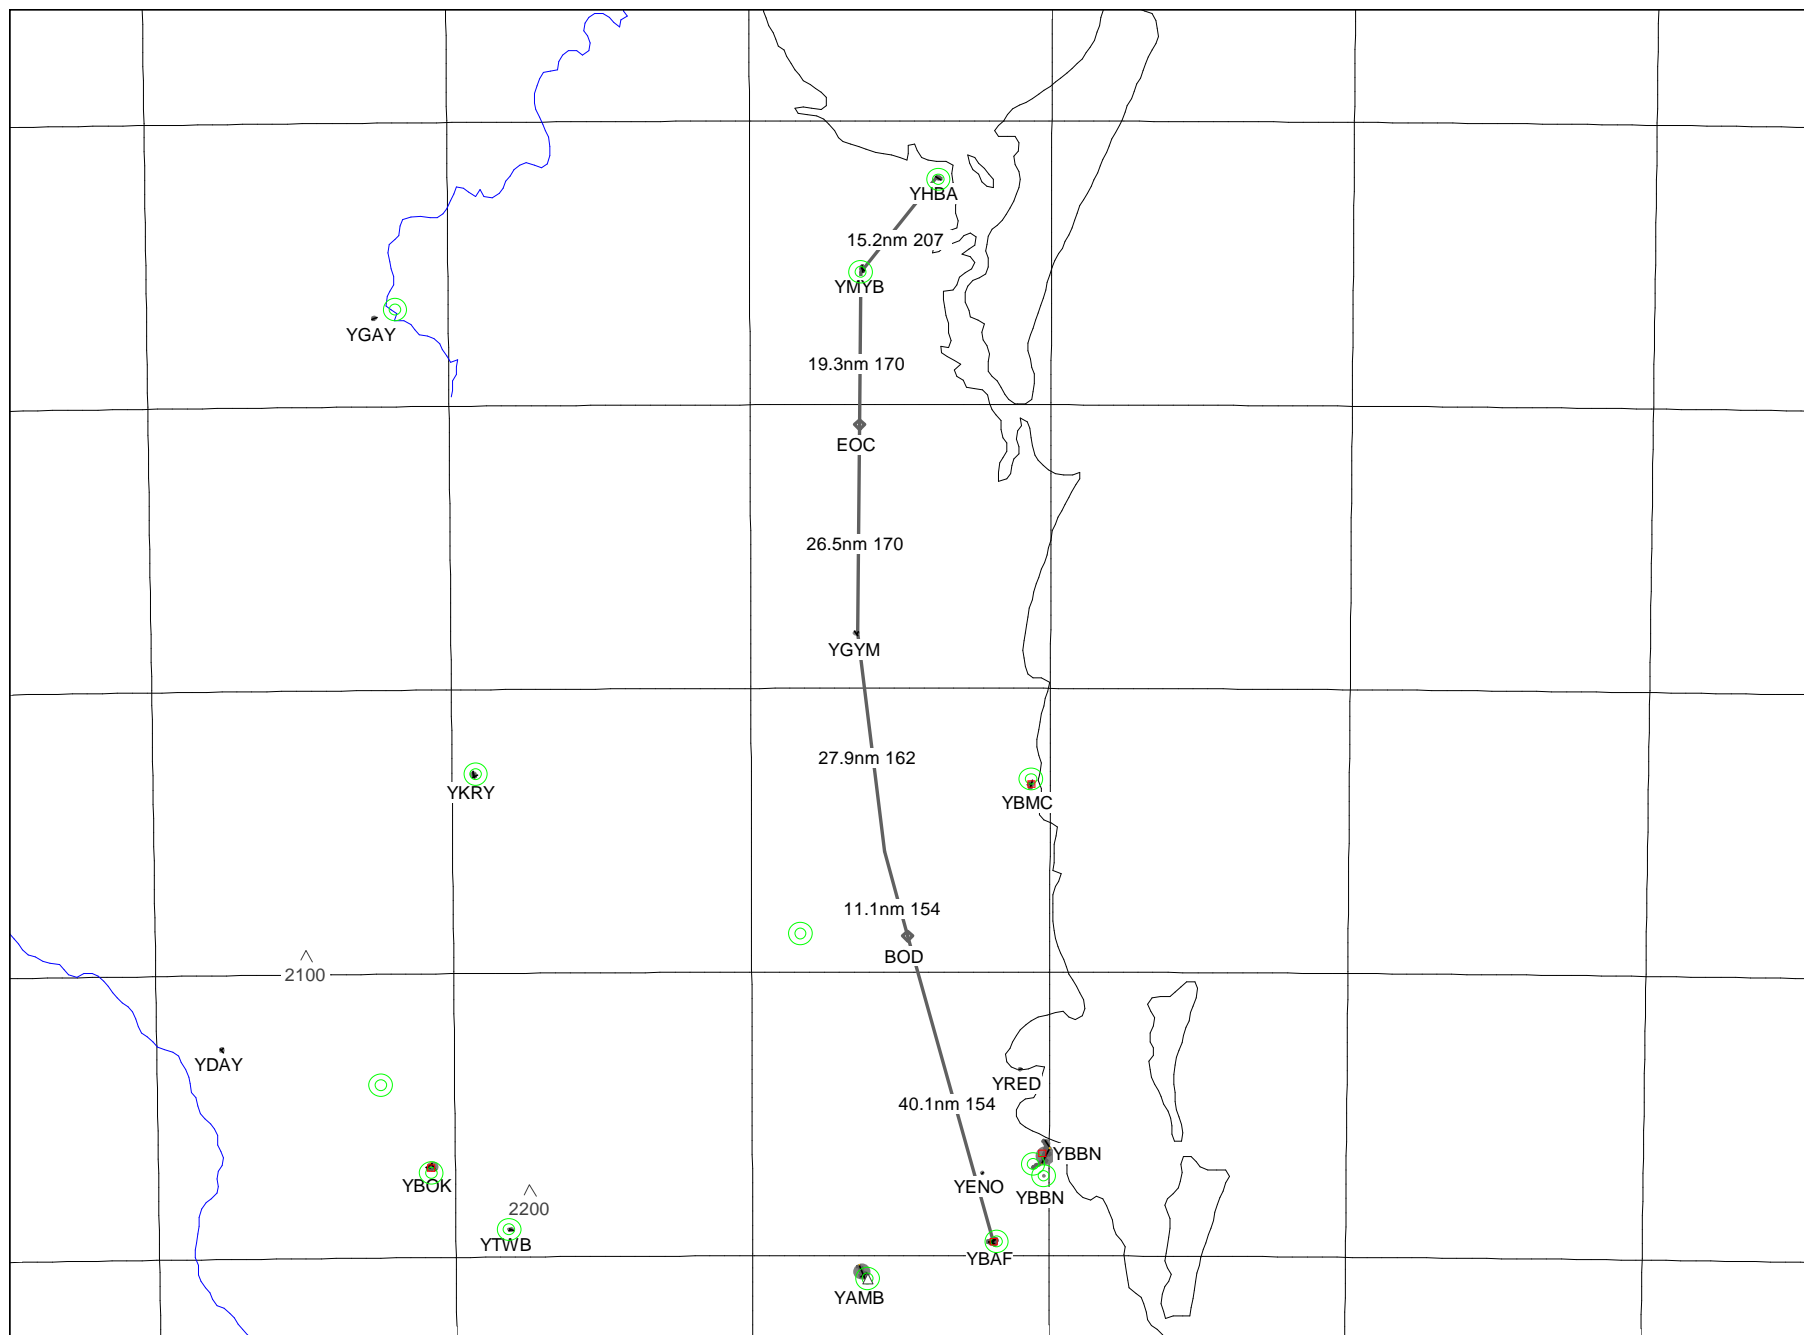 YHBA
15.2nm 207
YMYB
YGAY
19.3nm 170
EOC
26.5nm 170
YGYM
27.9nm 162
YKRY
YBMC
11.1nm 154
BOD
2100
YDAY
YRED
40.1nm 154
YBBN
YBOK
YENO
YBBN
2200
YTWB
YBAF
YAMB